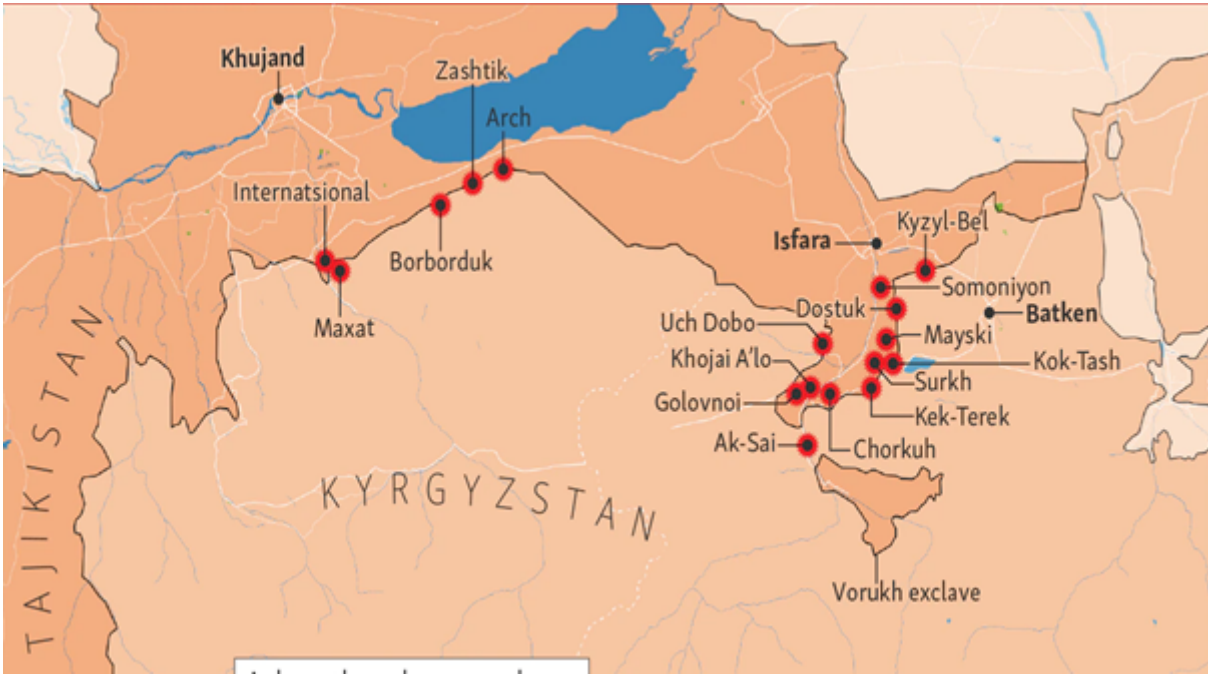 Khujand
Zashtik
Arch
Internatsional
Borborduk
Maxat
Isfara
Kyzyl-Bel
Somoniyon
Dostuk
Batken
Uch Dobo
Mayski
Khojai A'lo
Kok-Tash
Surkh
Golovnoi
Kek-Terek
Ak-Sai
Chorkuh
TAJIKISTAN
KYRGYZSTAN
Vorukh exclave